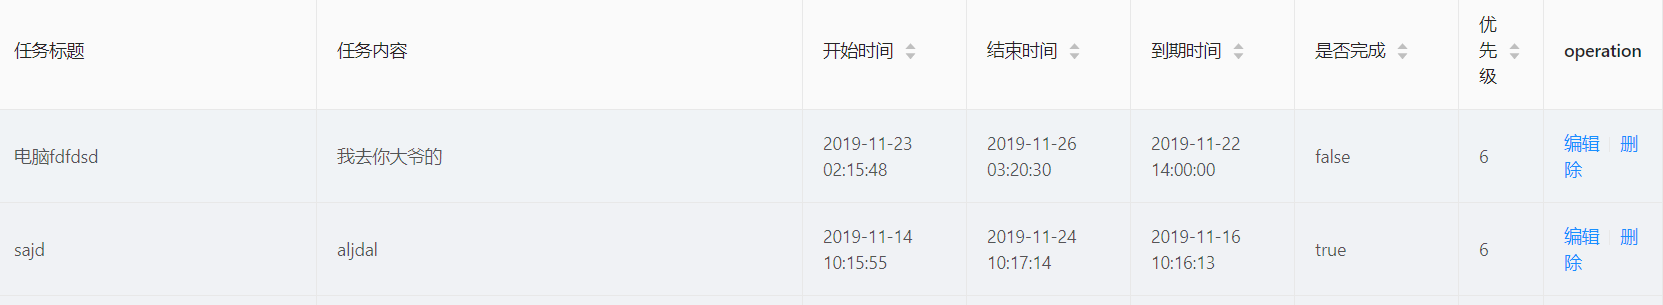 任务标题 任务内容 开始时间 结束时间 到期时间 是否完成 优先级 operation
电脑fdfdsd 我去你大爷的 2019-11-23 02:15:48 2019-11-26 03:20:30 2019-11-22 14:00:00 false 6 编辑 删除
sajd aljdal 2019-11-14 10:15:55 2019-11-24 10:17:14 2019-11-16 10:16:13 true 6 编辑 删除